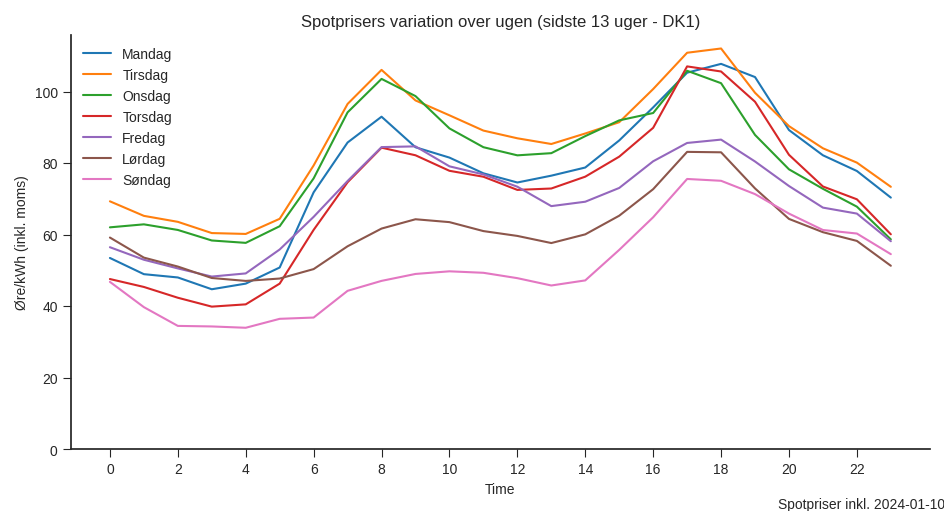 Spotprisers variation over ugen (sidste 13 uger - DK1)
Mandag
Tirsdag
Onsdag
Torsdag
Fredag
Lørdag
Søndag
Øre/kWh (inkl. moms)
100
80
60
40
20
0
0 2 4 6 8 10 12 14 16 18 20 22
Time
Spotpriser inkl. 2024-01-10